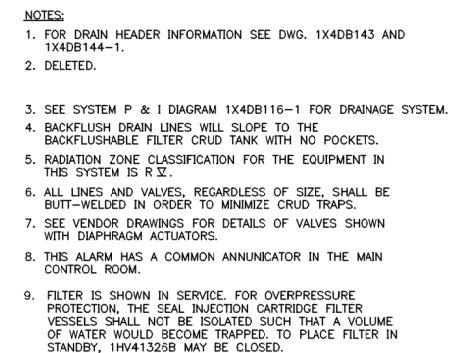 NOTES:
1. FOR DRAIN HEADER INFORMATION SEE DWG. 1X4DB143 AND
1X4DB144-1.
2. DELETED.
3. SEE SYSTEM P & I DIAGRAM 1X4DB116-1 FOR DRAINAGE SYSTEM.
4. BACKFLUSH DRAIN LINES WILL SLOPE TO THE
BACKFLUSHABLE FILTER CRUD TANK WITH NO POCKETS.
5. RADIATION ZONE CLASSIFICATION FOR THE EQUIPMENT IN
THIS SYSTEM IS R V.
6. ALL LINES AND VALVES, REGARDLESS OF SIZE, SHALL BE
BUTT-WELDED IN ORDER TO MINIMIZE CRUD TRAPS.
7. SEE VENDOR DRAWINGS FOR DETAILS OF VALVES SHOWN
WITH DIAPHRAGM ACTUATORS.
8. THIS ALARM HAS A COMMON ANNUNICATOR IN THE MAIN
CONTROL ROOM.
9. FILTER IS SHOWN IN SERVICE. FOR OVERPRESSURE
PROTECTION, THE SEAL INJECTION CARTRIDGE FILTER
VESSELS SHALL NOT BE ISOLATED SUCH THAT A VOLUME
OF WATER WOULD BECOME TRAPPED. TO PLACE FILTER IN
STANDBY, 1HV41326B MAY BE CLOSED.